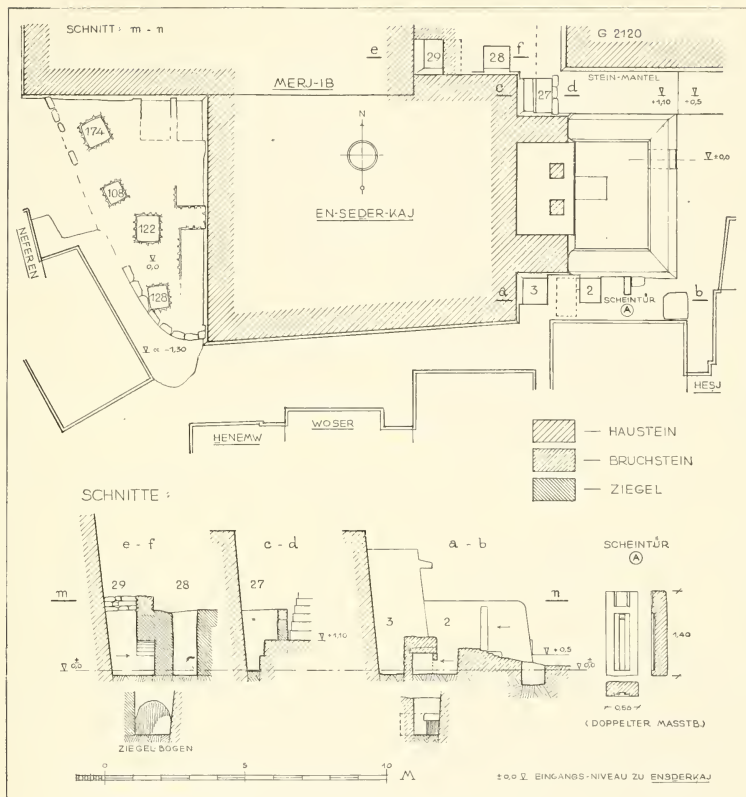 SCHNITT: m - n
e
29
28
f
G 2120
STEIN-MANTEL
MERJ-IB
c
27
d
+1,10
+0,5
±0,0
174
108
122
0,0
128
N
EN-SEDER-KAJ
NEFEREN
a
3
2
SCHEINTÜR
A
b
α -1,30
HESJ
HENEMW
WOSER
— HAUSTEIN
— BRUCHSTEIN
— ZIEGEL
SCHNITTE:
e - f
c - d
a - b
SCHEINTÜR
A
m
29
28
27
3
2
n
+1,10
+0,5
±0,0
±0,0
1,40
0,55
(DOPPELTER MASSTB.)
ZIEGEL-BOGEN
0
5
10
M
±0,0 EINGANGS-NIVEAU ZU ENSDERKAJ